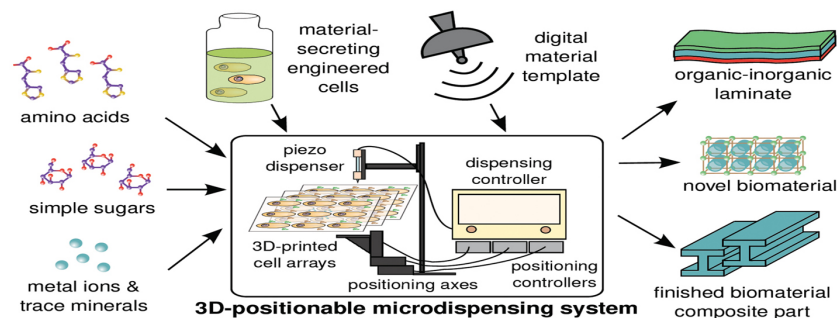 amino acids
simple sugars
metal ions &
trace minerals
material-
secreting
engineered
cells
digital
material
template
piezo
dispenser
dispensing
controller
3D-printed
cell arrays
positioning axes
positioning
controllers
3D-positionable microdispensing system
organic-inorganic
laminate
novel biomaterial
finished biomaterial
composite part